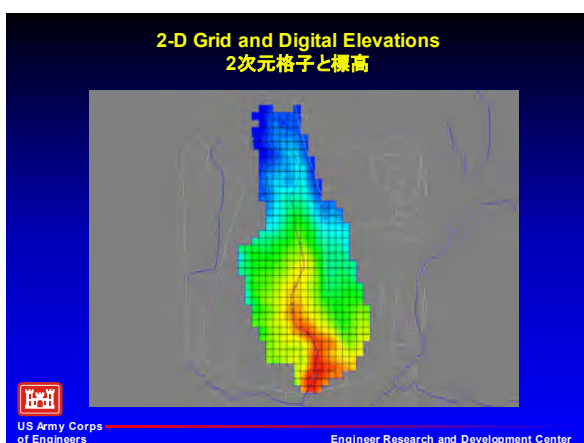 2-D Grid and Digital Elevations
2次元格子と標高
US Army Corps
of Engineers
Engineer Research and Development Center